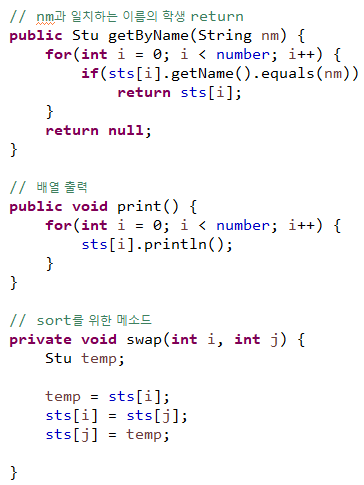 // nm과 일치하는 이름의 학생 return
public Stu getByName(String nm) {
    for(int i = 0; i < number; i++) {
        if(sts[i].getName().equals(nm))
            return sts[i];
    }
    return null;
}

// 배열 출력
public void print() {
    for(int i = 0; i < number; i++) {
        sts[i].println();
    }
}

// sort를 위한 메소드
private void swap(int i, int j) {
    Stu temp;

    temp = sts[i];
    sts[i] = sts[j];
    sts[j] = temp;

}